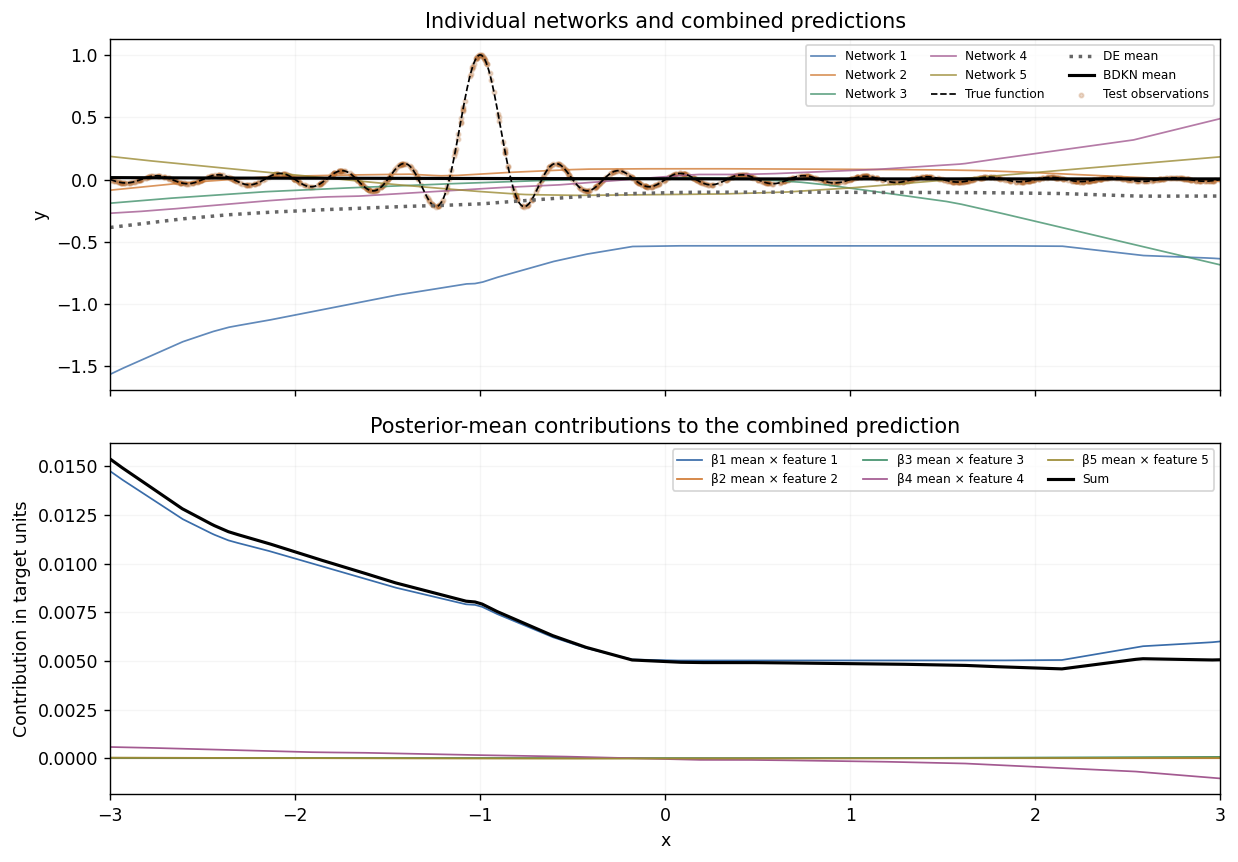 Individual networks and combined predictions
Network 1 Network 4 DE mean
Network 2 Network 5 BDKN mean
Network 3 True function Test observations
1.0
0.5
0.0
−0.5
−1.0
−1.5
y
Posterior-mean contributions to the combined prediction
β1 mean × feature 1 β3 mean × feature 3 β5 mean × feature 5
β2 mean × feature 2 β4 mean × feature 4 Sum
0.0150
0.0125
0.0100
0.0075
0.0050
0.0025
0.0000
Contribution in target units
−3 −2 −1 0 1 2 3
x